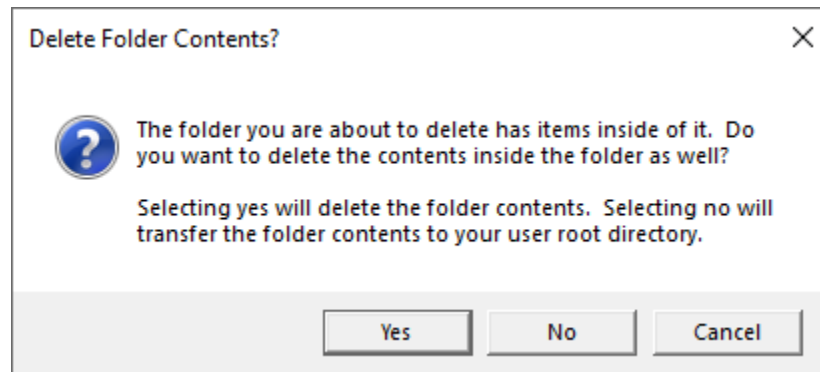 Delete Folder Contents?
The folder you are about to delete has items inside of it.  Do
you want to delete the contents inside the folder as well?
Selecting yes will delete the folder contents.  Selecting no will
transfer the folder contents to your user root directory.
Yes No Cancel